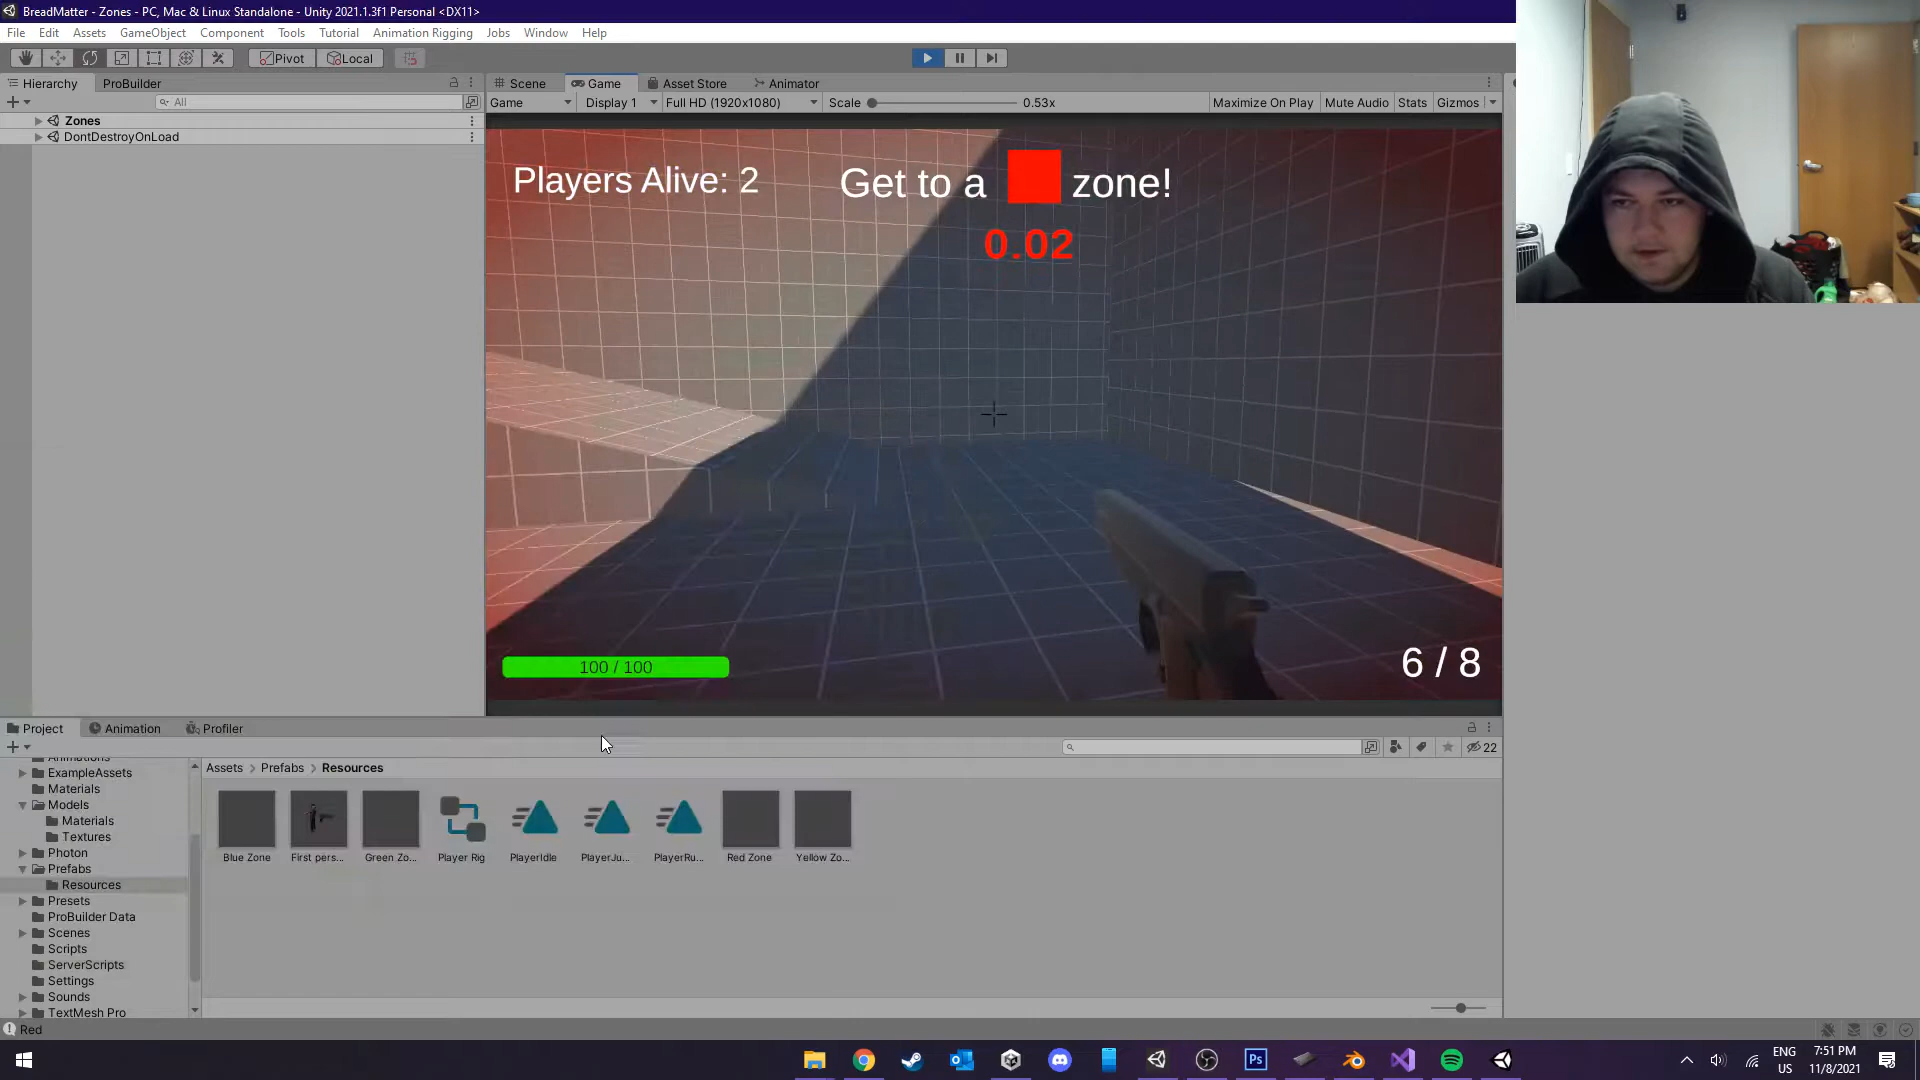 BreadMatter - Zones - PC, Mac & Linux Standalone - Unity 2021.1.3f1 Personal <DX11>
File Edit Assets GameObject Component Tools Tutorial Animation Rigging Jobs Window Help
Pivot Local
Hierarchy ProBuilder
Scene Game Asset Store Animator
All
Game Display 1 Full HD (1920x1080) Scale 0.53x Maximize On Play Mute Audio Stats Gizmos
Zones
DontDestroyOnLoad
Players Alive: 2
Get to a zone!
0.02
100 / 100
6 / 8
Project Animation Profiler
22
Assets > Prefabs > Resources
Animations
ExampleAssets
Materials
Models
Materials
Textures
Photon
Prefabs
Resources
Presets
ProBuilder Data
Scenes
Scripts
ServerScripts
Settings
Sounds
TextMesh Pro
Blue Zone First pers... Green Zo... Player Rig PlayerIdle PlayerJu... PlayerRu... Red Zone Yellow Zo...
Red
Ps
ENG
US
7:51 PM
11/8/2021